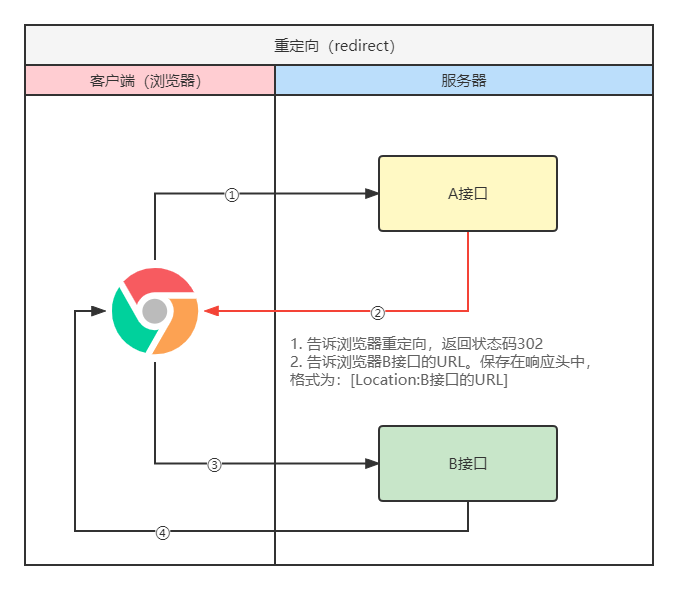 重定向（redirect）
客户端（浏览器）
服务器
①
A接口
②
1. 告诉浏览器重定向，返回状态码302
2. 告诉浏览器B接口的URL。保存在响应头中，
格式为：[Location:B接口的URL]
③
B接口
④